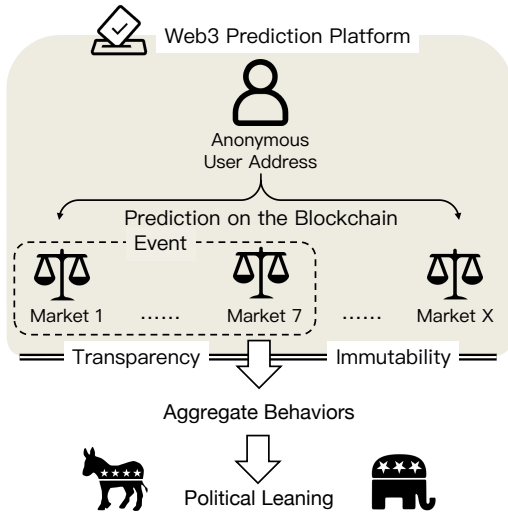 Web3 Prediction Platform
Anonymous
User Address
Prediction on the Blockchain
Event
Market 1 ...... Market 7 ...... Market X
Transparency Immutability
Aggregate Behaviors
Political Leaning